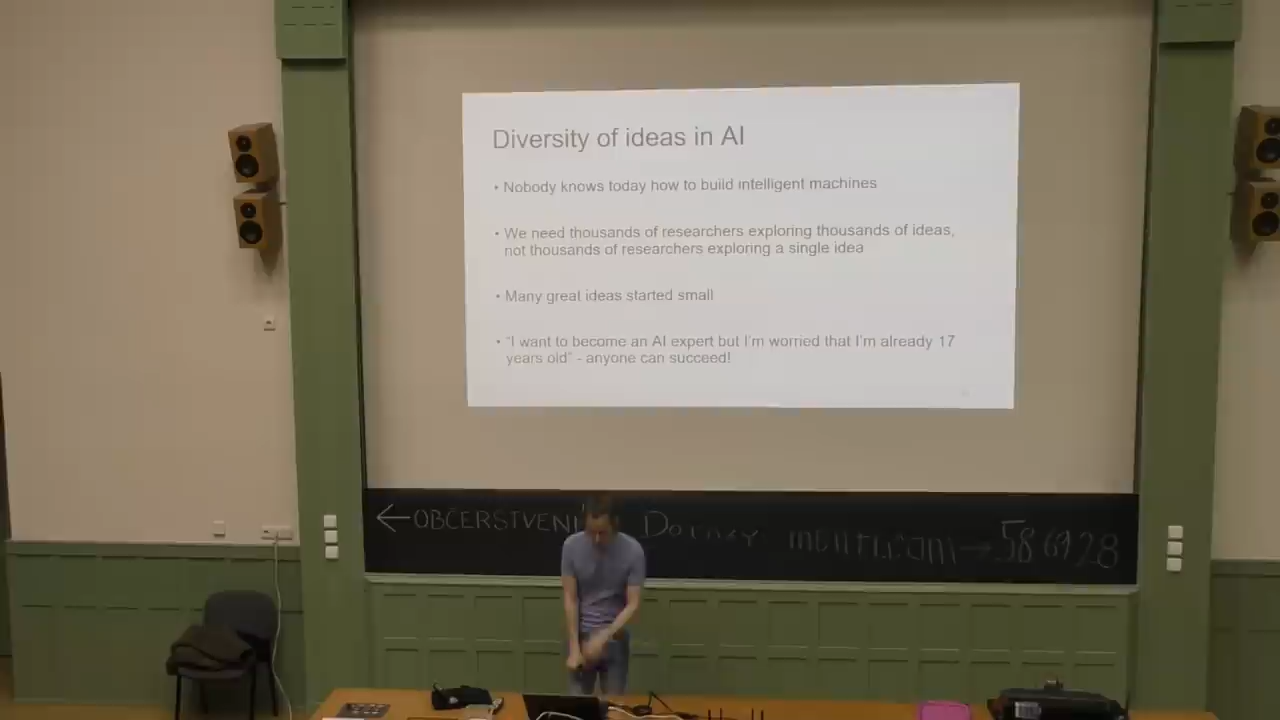 Diversity of ideas in AI
• Nobody knows today how to build intelligent machines
• We need thousands of researchers exploring thousands of ideas,
not thousands of researchers exploring a single idea
• Many great ideas started small
• "I want to become an AI expert but I'm worried that I'm already 17
years old" - anyone can succeed!
← OBČERSTVENÍ